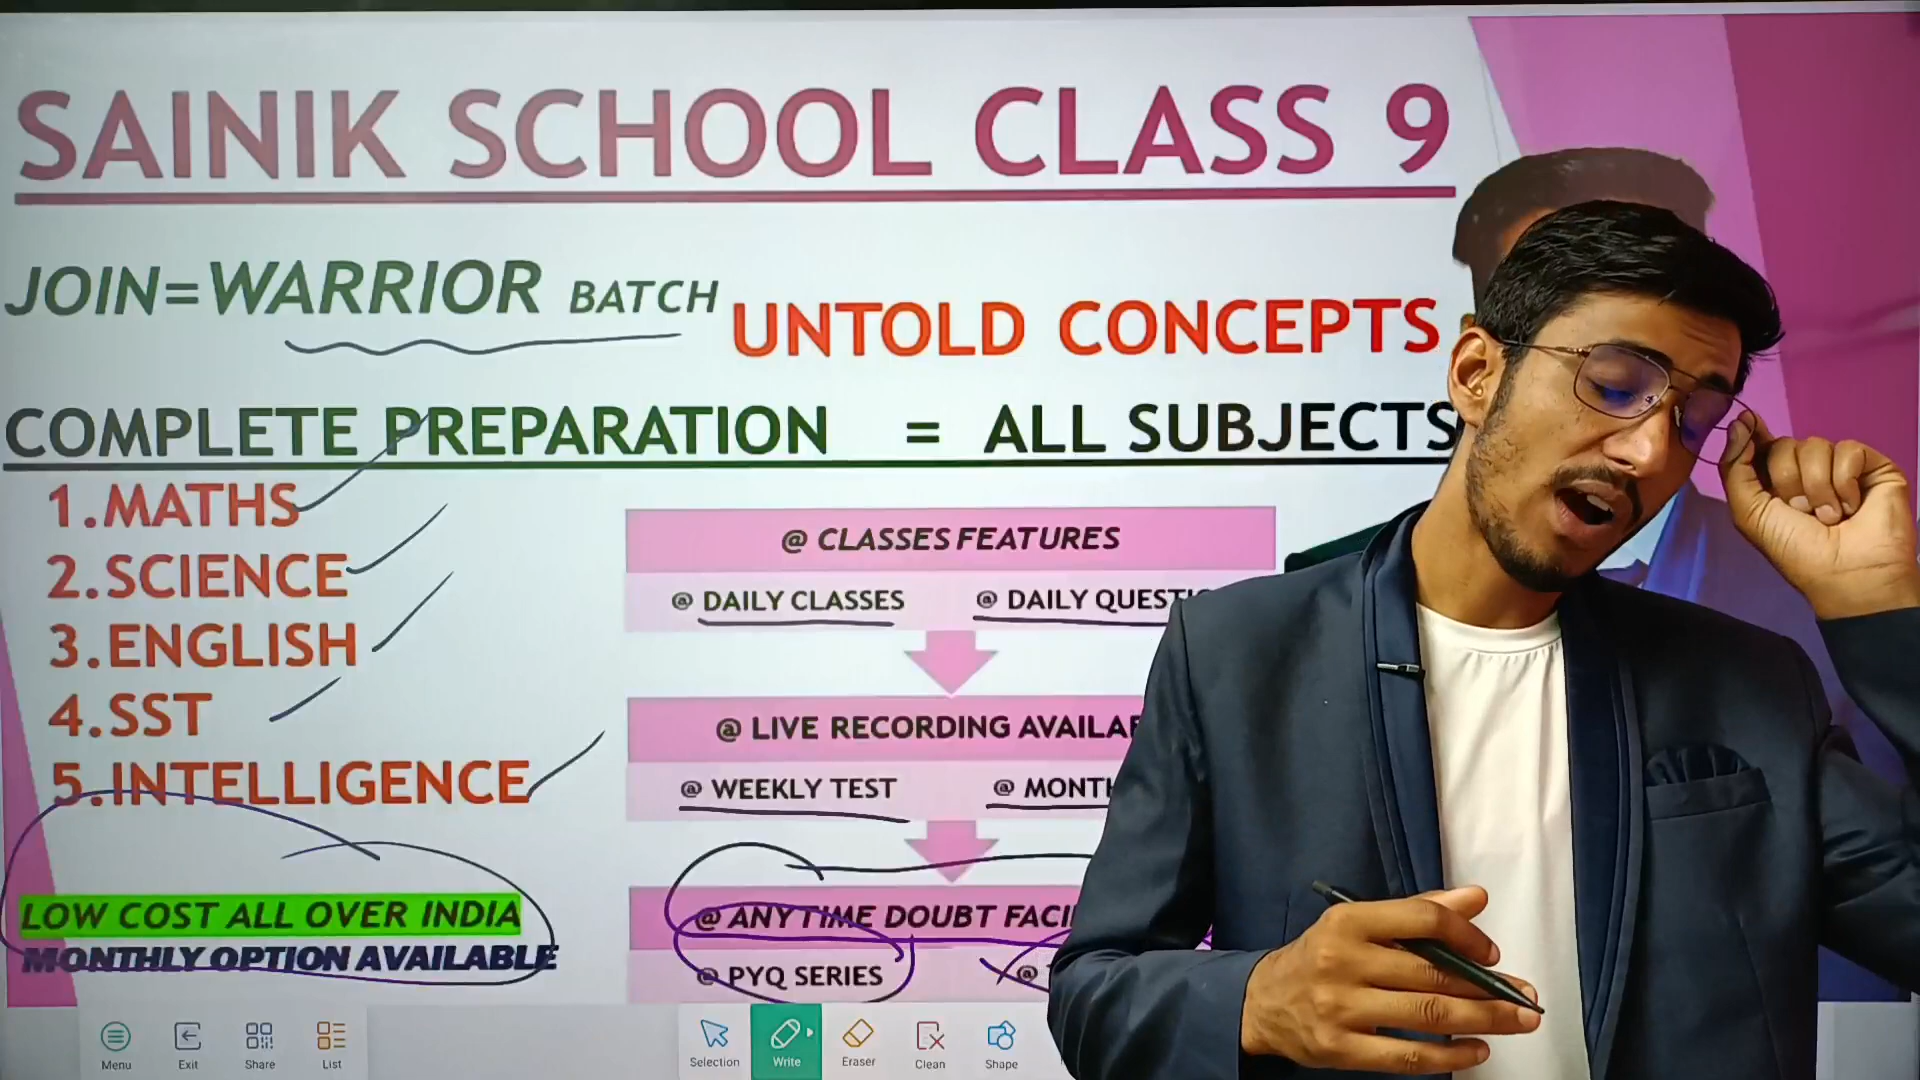 SAINIK SCHOOL CLASS 9
JOIN=WARRIOR BATCH
UNTOLD CONCEPTS
COMPLETE PREPARATION = ALL SUBJECTS
1.MATHS
2.SCIENCE
3.ENGLISH
4.SST
5.INTELLIGENCE
LOW COST ALL OVER INDIA
MONTHLY OPTION AVAILABLE
@ CLASSES FEATURES
@ DAILY CLASSES @ DAILY
@ LIVE RECORDING
@ WEEKLY TEST @
@ ANYTIME DOUBT
@ PYQ SERIES @
Menu Exit Share List Selection Write Eraser Clean Shape